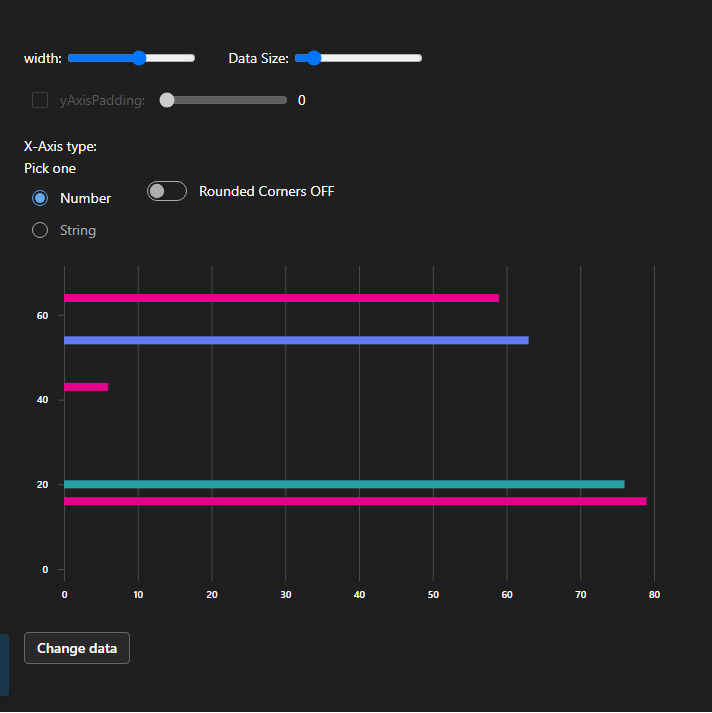 width: Data Size:
yAxisPadding: 0
X-Axis type:
Pick one
Number
Rounded Corners OFF
String
60
40
20
0
0 10 20 30 40 50 60 70 80
Change data